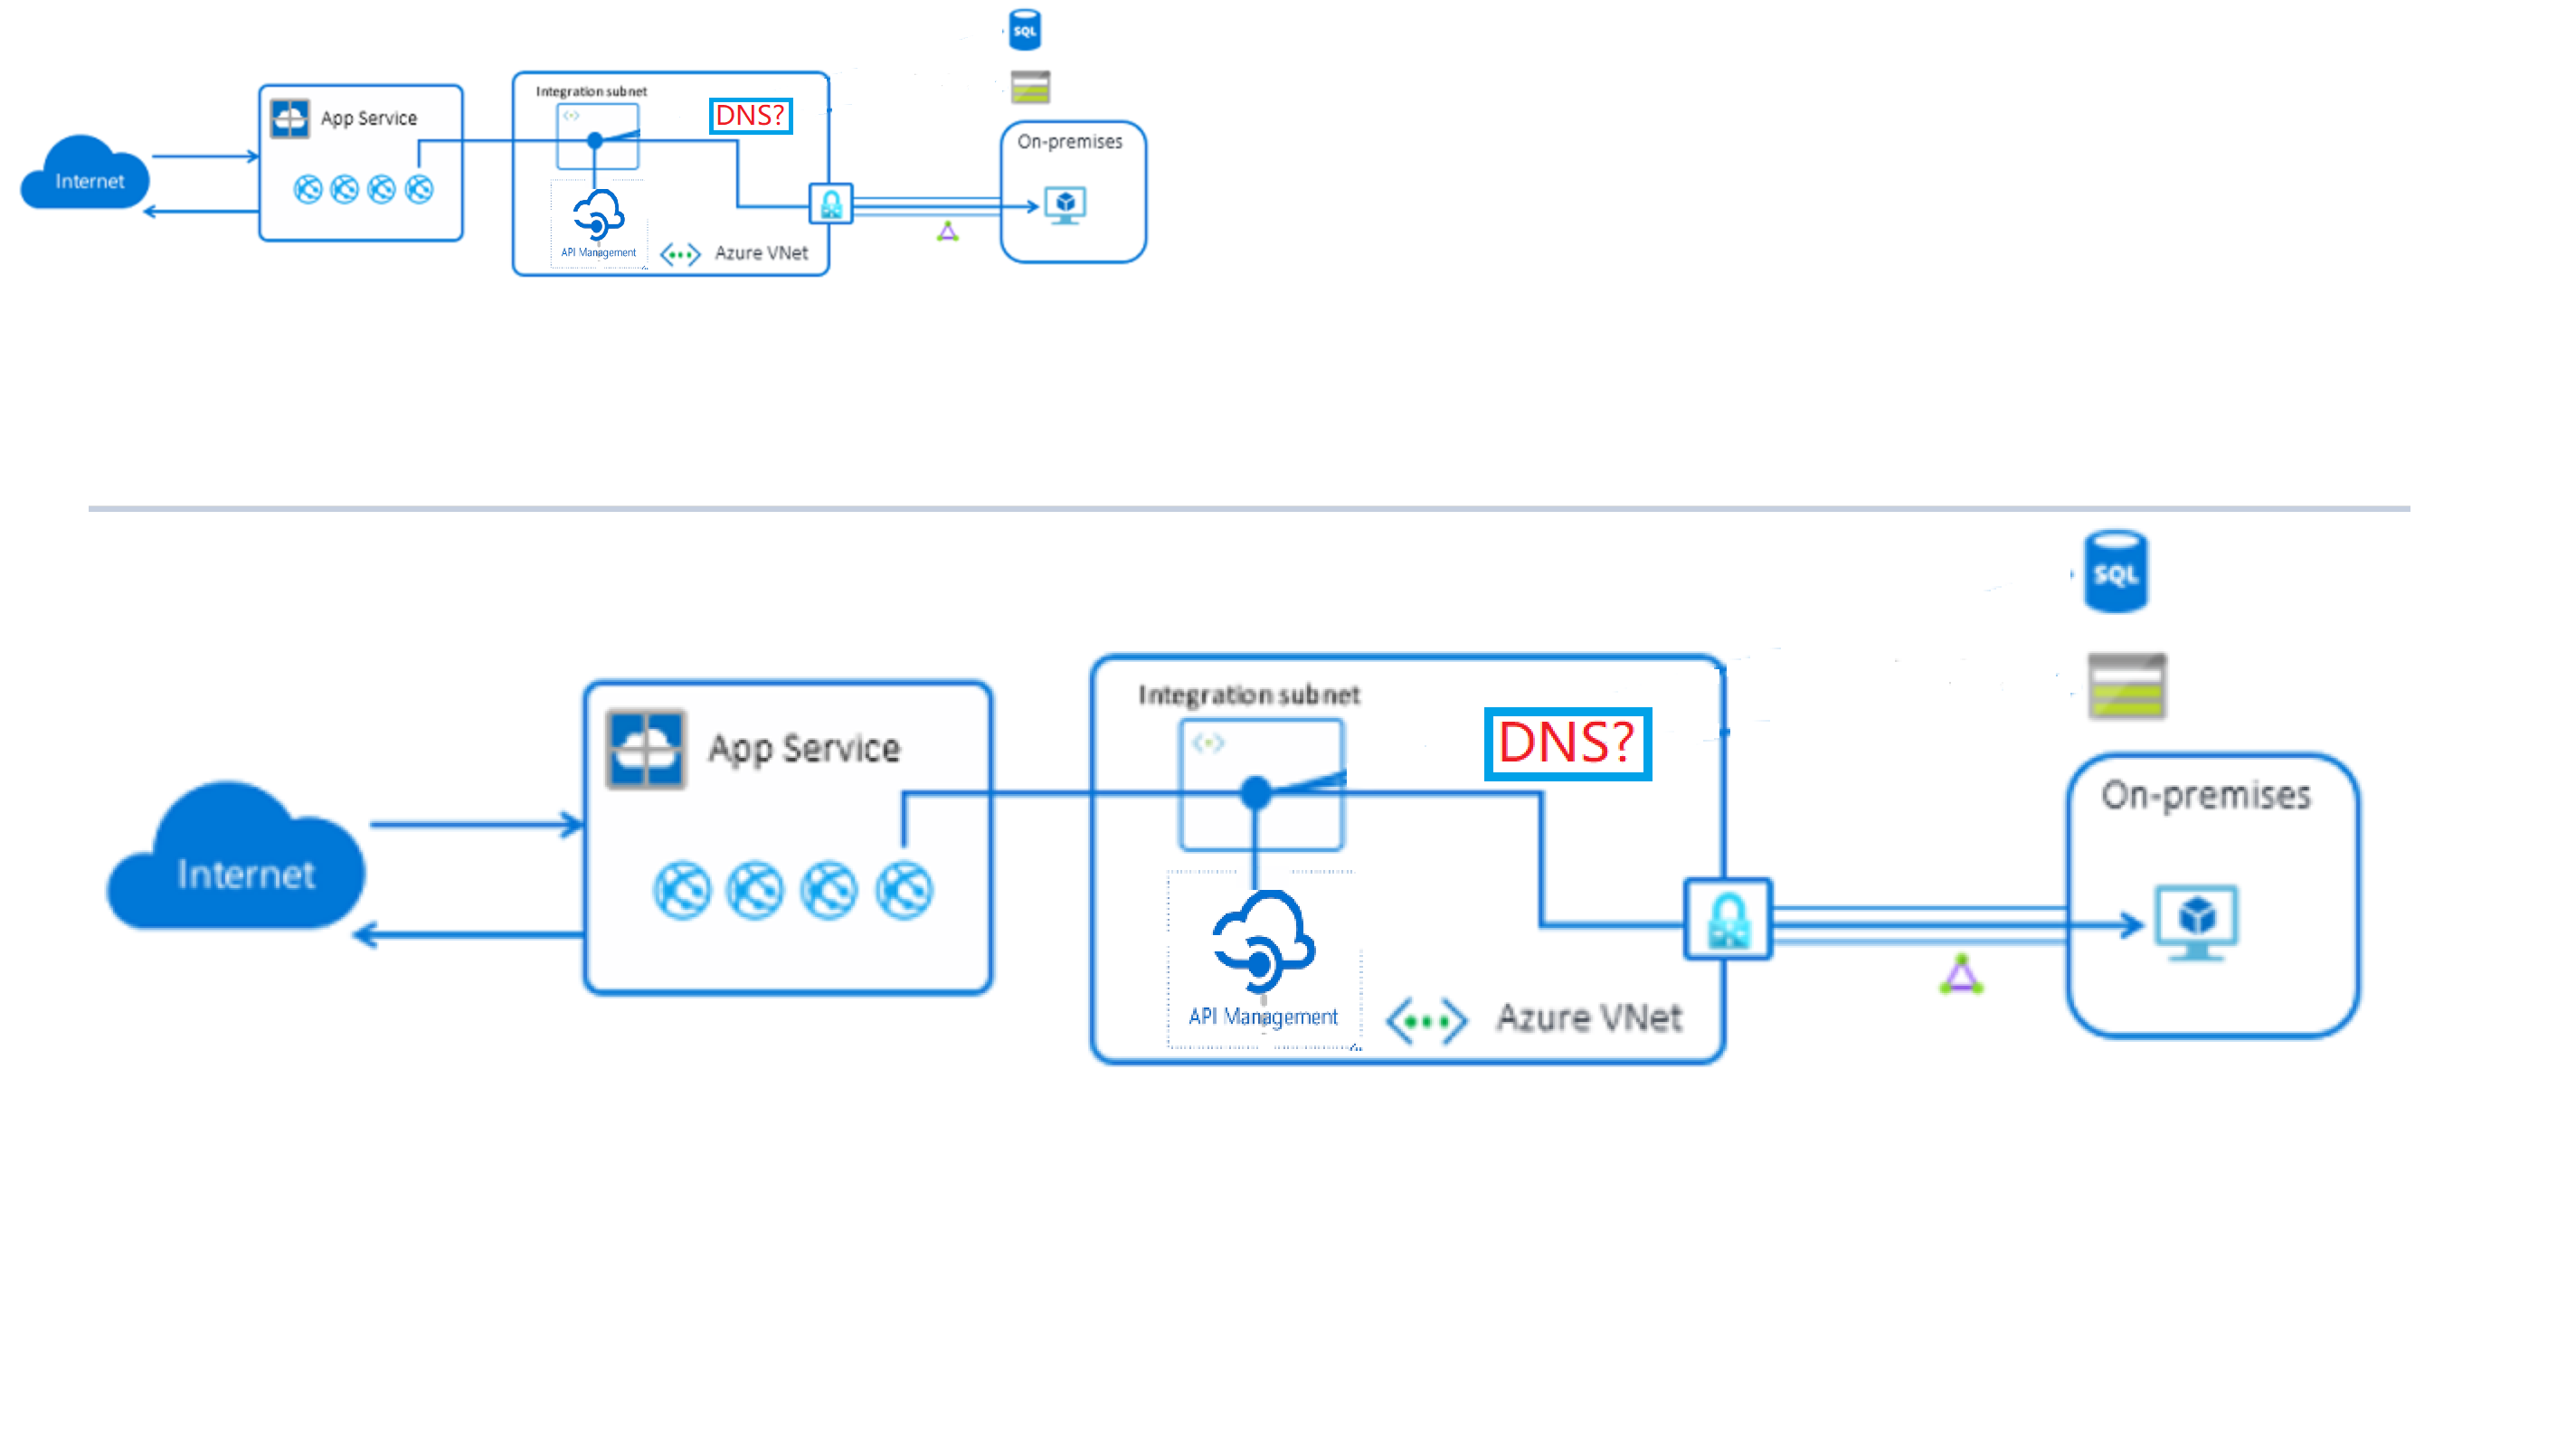 SQL
Integration subnet
DNS?
App Service
On-premises
Internet
API Management
Azure VNet
SQL
Integration subnet
DNS?
App Service
On-premises
Internet
API Management
Azure VNet